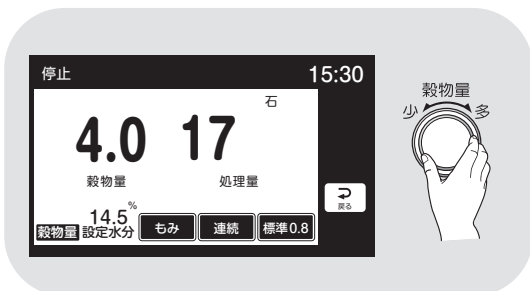 停止 15:30
石
4.0 17
穀物量 処理量
戻る
14.5%
穀物量 設定水分 もみ 連続 標準0.8
穀物量
少 多